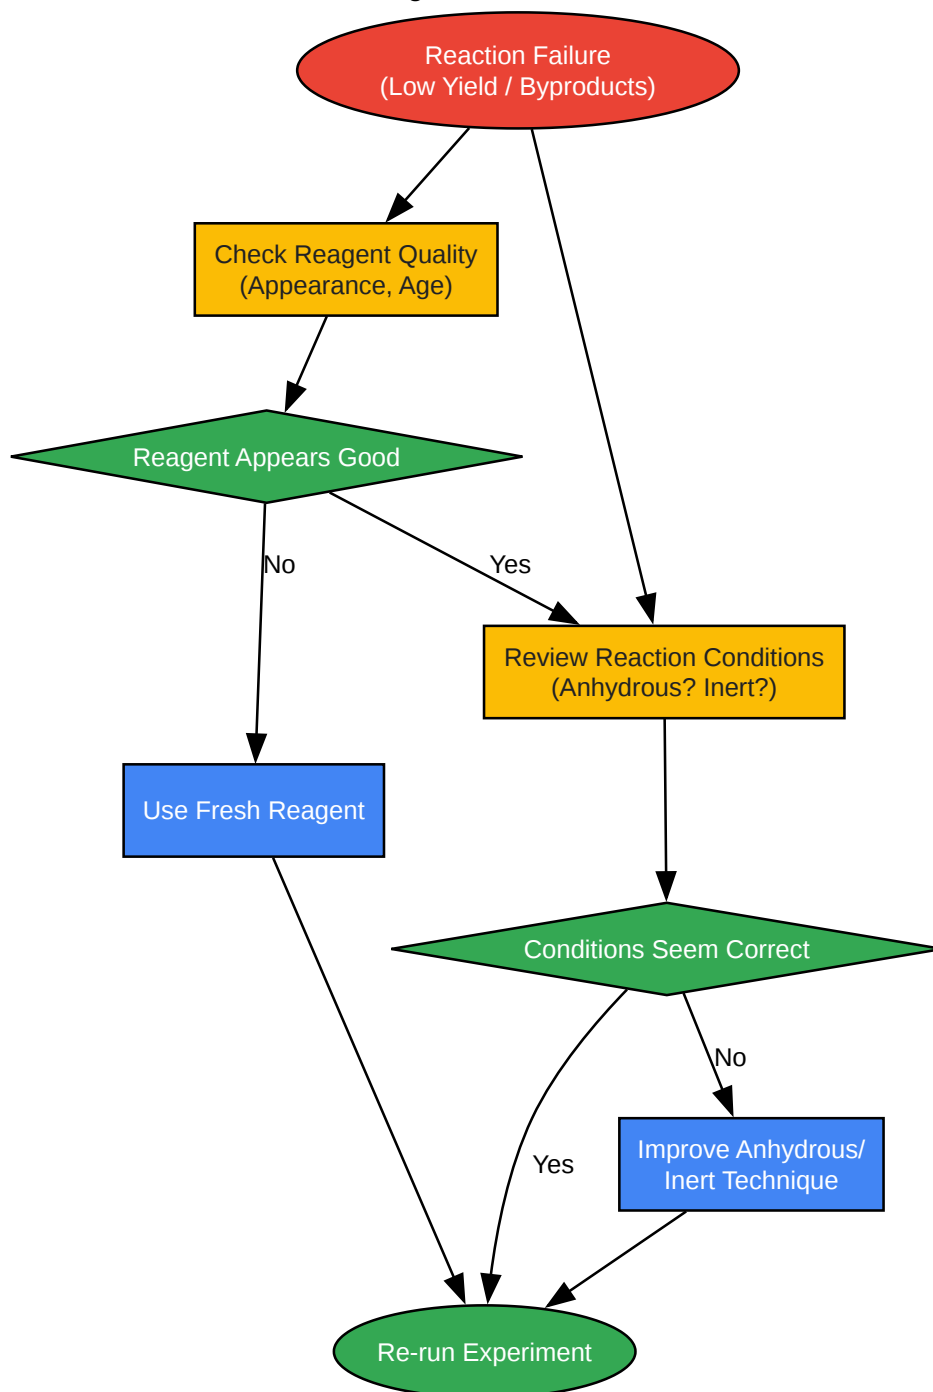 Reaction Failure
(Low Yield / Byproducts)
Check Reagent Quality
(Appearance, Age)
Reagent Appears Good
No
Yes
Review Reaction Conditions
(Anhydrous? Inert?)
Use Fresh Reagent
Conditions Seem Correct
No
Yes
Improve Anhydrous/
Inert Technique
Re-run Experiment